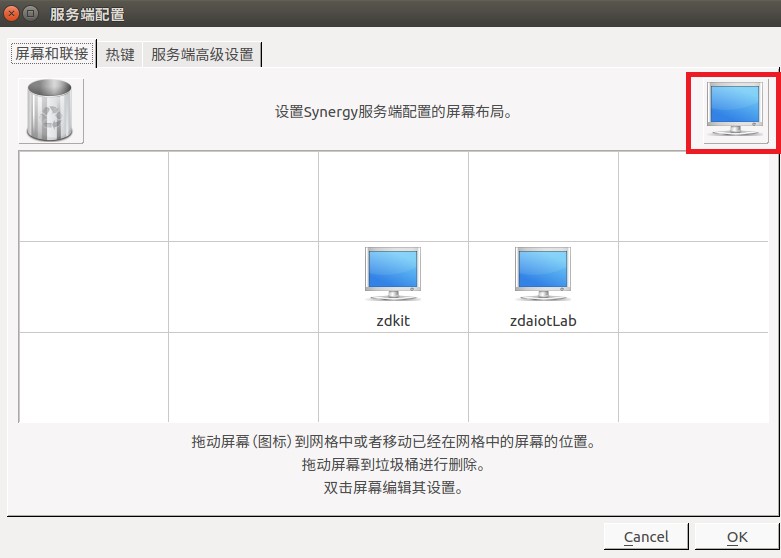 服务端配置
屏幕和联接 热键 服务端高级设置
设置Synergy服务端配置的屏幕布局。
zdkit zdaiotLab
拖动屏幕(图标)到网格中或者移动已经在网格中的屏幕的位置。
拖动屏幕到垃圾桶进行删除。
双击屏幕编辑其设置。
Cancel OK